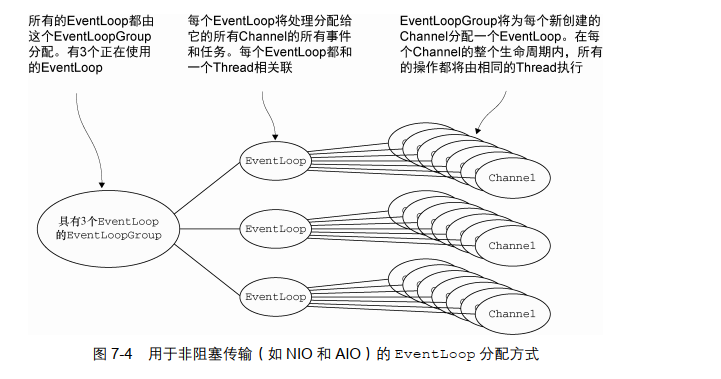 所有的EventLoop都由
这个EventLoopGroup
分配。有3个正在使用
的EventLoop
每个EventLoop将处理分配给
它的所有Channel的所有事件
和任务。每个EventLoop都和
一个Thread相关联
EventLoopGroup将为每个新创建的
Channel分配一个EventLoop。在每
个Channel的整个生命周期内，所有
的操作都将由相同的Thread执行
EventLoop
Channel
具有3个EventLoop
的EventLoopGroup
EventLoop
Channel
EventLoop
Channel
图 7-4 用于非阻塞传输（如 NIO 和 AIO）的 EventLoop 分配方式